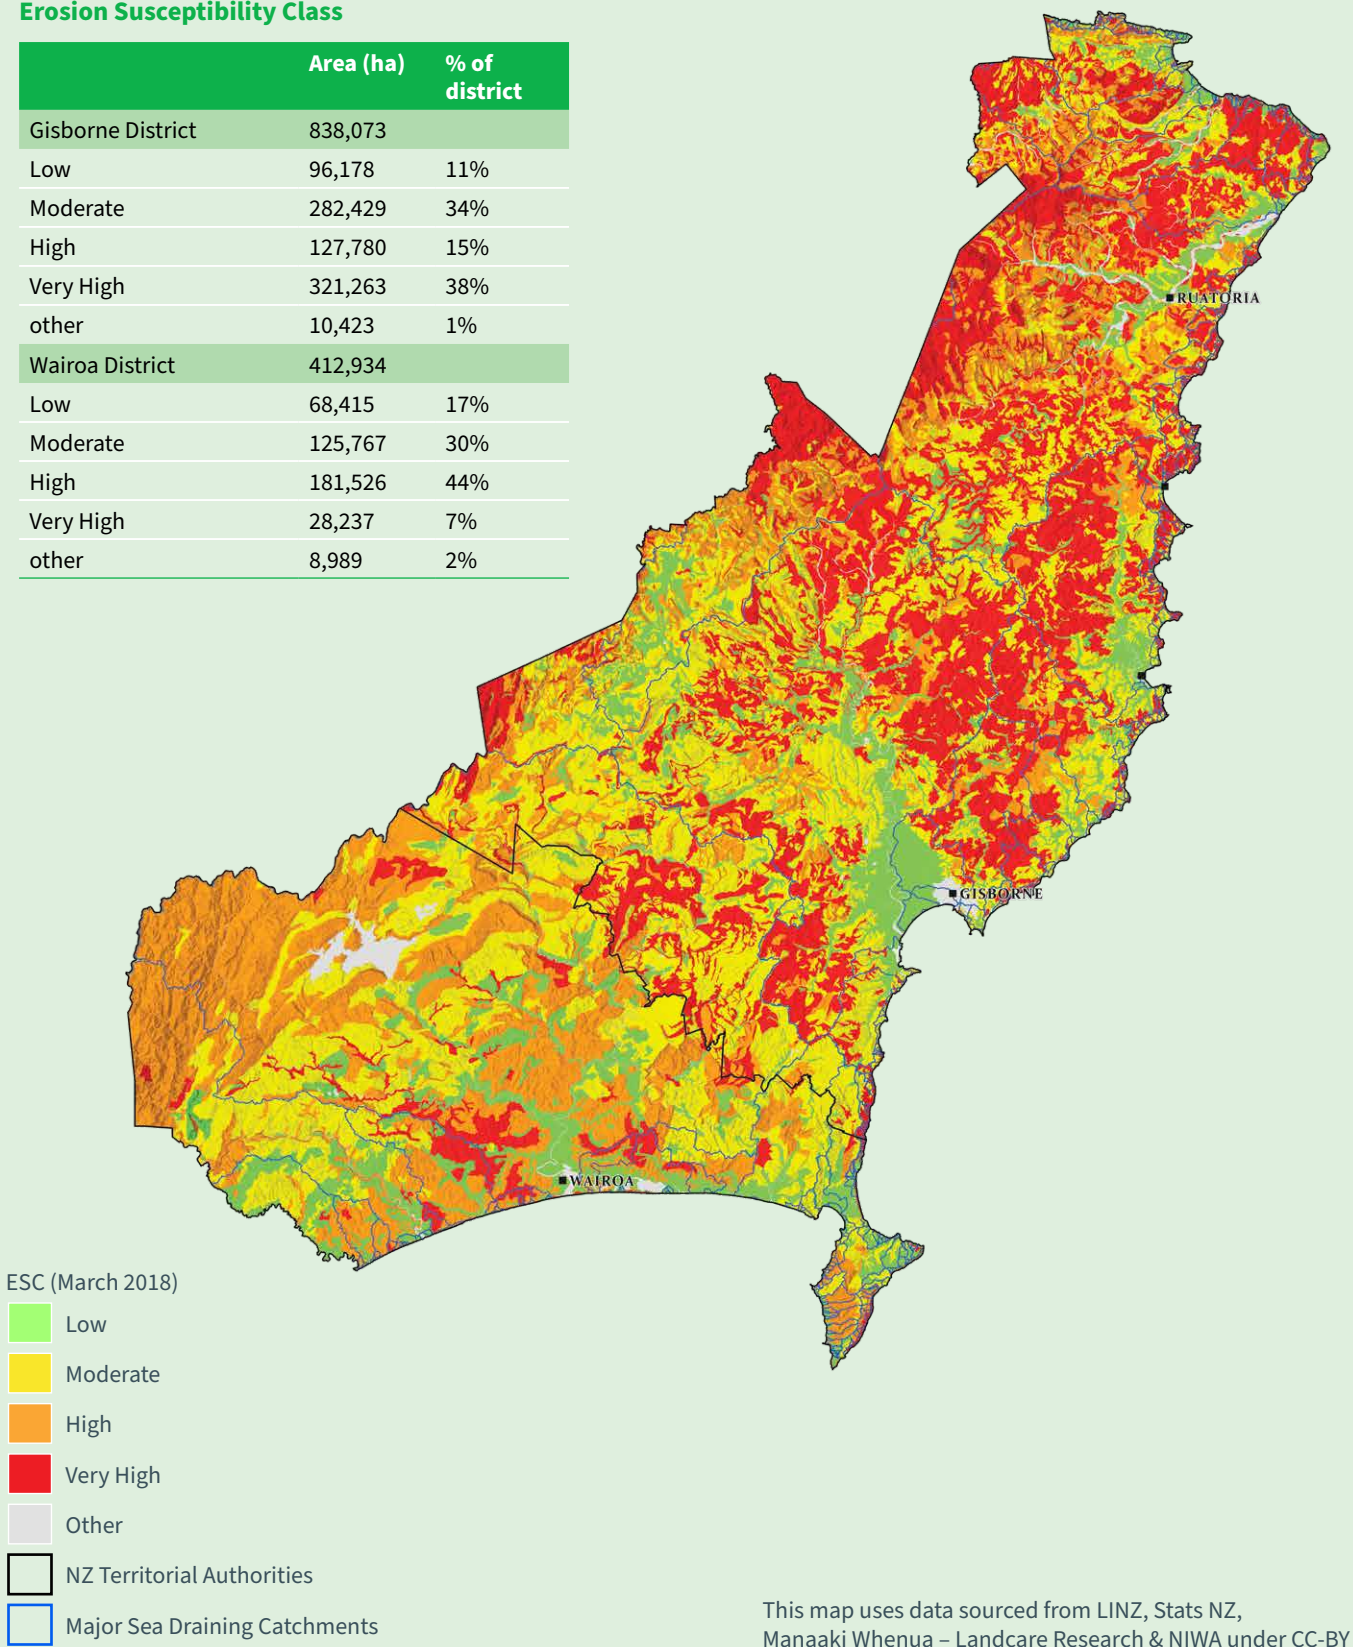 Erosion Susceptibility Class
Area (ha) % of district
Gisborne District 838,073
Low 96,178 11%
Moderate 282,429 34%
High 127,780 15%
Very High 321,263 38%
other 10,423 1%
Wairoa District 412,934
Low 68,415 17%
Moderate 125,767 30%
High 181,526 44%
Very High 28,237 7%
other 8,989 2%
RUATORIA
GISBORNE
WAIROA
ESC (March 2018)
Low
Moderate
High
Very High
Other
NZ Territorial Authorities
Major Sea Draining Catchments
This map uses data sourced from LINZ, Stats NZ,
Manaaki Whenua – Landcare Research & NIWA under CC-BY